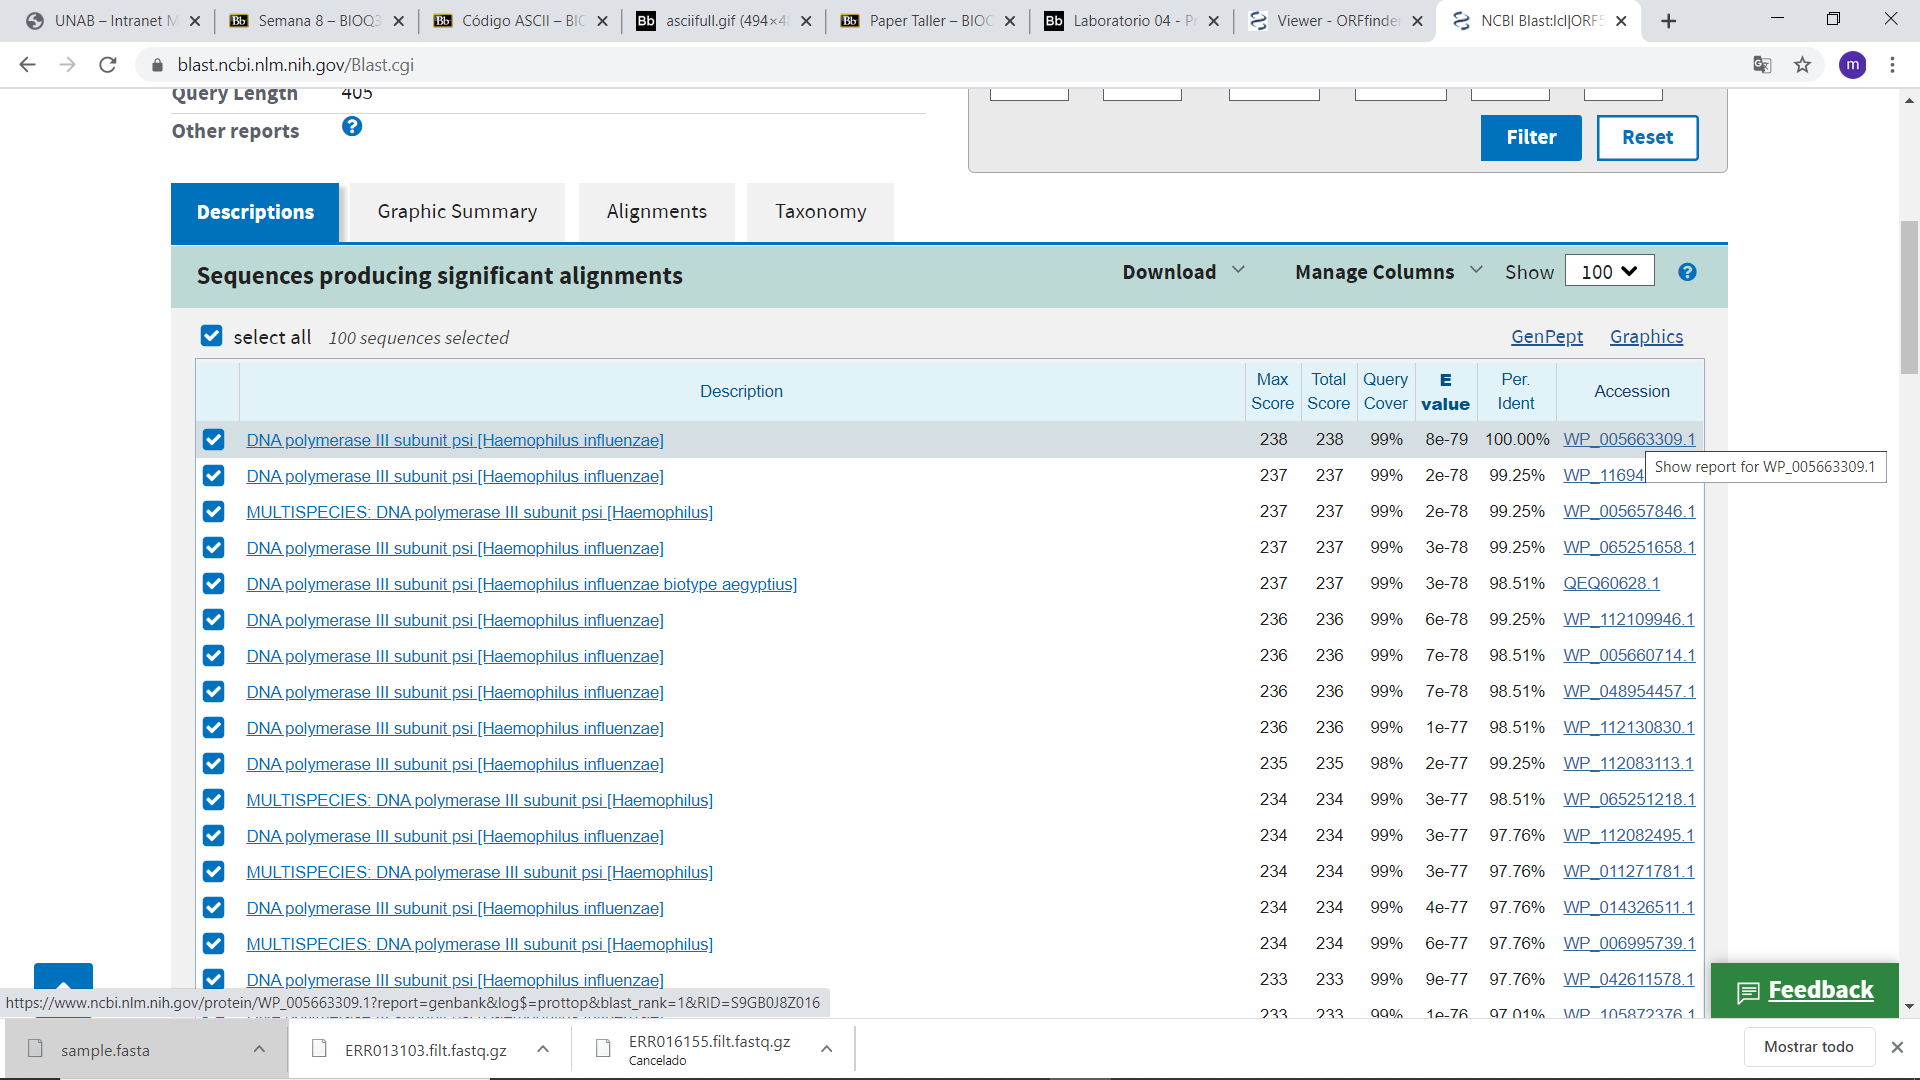 UNAB – Intranet M
Semana 8 – BIOQ3
Código ASCII – BIO
asciifull.gif (494×4
Paper Taller – BIOQ
Laboratorio 04 - Pr
Viewer - ORFfinder
NCBI Blast:lcl|ORF5
blast.ncbi.nlm.nih.gov/Blast.cgi
m
Query Length 405
Other reports ?
Filter Reset
Descriptions Graphic Summary Alignments Taxonomy
Sequences producing significant alignments Download Manage Columns Show 100 ?
select all 100 sequences selected GenPept Graphics
Description Max Score Total Score Query Cover E value Per. Ident Accession
DNA polymerase III subunit psi [Haemophilus influenzae] 238 238 99% 8e-79 100.00% WP_005663309.1
Show report for WP_005663309.1
DNA polymerase III subunit psi [Haemophilus influenzae] 237 237 99% 2e-78 99.25% WP_11694
MULTISPECIES: DNA polymerase III subunit psi [Haemophilus] 237 237 99% 2e-78 99.25% WP_005657846.1
DNA polymerase III subunit psi [Haemophilus influenzae] 237 237 99% 3e-78 99.25% WP_065251658.1
DNA polymerase III subunit psi [Haemophilus influenzae biotype aegyptius] 237 237 99% 3e-78 98.51% QEQ60628.1
DNA polymerase III subunit psi [Haemophilus influenzae] 236 236 99% 6e-78 99.25% WP_112109946.1
DNA polymerase III subunit psi [Haemophilus influenzae] 236 236 99% 7e-78 98.51% WP_005660714.1
DNA polymerase III subunit psi [Haemophilus influenzae] 236 236 99% 7e-78 98.51% WP_048954457.1
DNA polymerase III subunit psi [Haemophilus influenzae] 236 236 99% 1e-77 98.51% WP_112130830.1
DNA polymerase III subunit psi [Haemophilus influenzae] 235 235 98% 2e-77 99.25% WP_112083113.1
MULTISPECIES: DNA polymerase III subunit psi [Haemophilus] 234 234 99% 3e-77 98.51% WP_065251218.1
DNA polymerase III subunit psi [Haemophilus influenzae] 234 234 99% 3e-77 97.76% WP_112082495.1
MULTISPECIES: DNA polymerase III subunit psi [Haemophilus] 234 234 99% 3e-77 97.76% WP_011271781.1
DNA polymerase III subunit psi [Haemophilus influenzae] 234 234 99% 4e-77 97.76% WP_014326511.1
MULTISPECIES: DNA polymerase III subunit psi [Haemophilus] 234 234 99% 6e-77 97.76% WP_006995739.1
DNA polymerase III subunit psi [Haemophilus influenzae] 233 233 99% 9e-77 97.76% WP_042611578.1
233 233 99% 1e-76 97.01% WP_105872376.1
Feedback
https://www.ncbi.nlm.nih.gov/protein/WP_005663309.1?report=genbank&log$=prottop&blast_rank=1&RID=S9GB0J8Z016
sample.fasta
ERR013103.filt.fastq.gz
ERR016155.filt.fastq.gz
Cancelado
Mostrar todo